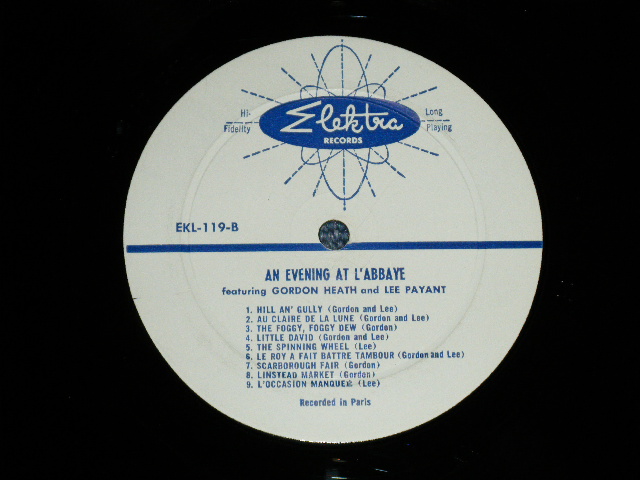 Hi-
Fidelity
Elektra
RECORDS
Long
Playing
EKL-119-B
AN EVENING AT L'ABBAYE
featuring GORDON HEATH and LEE PAYANT
1. HILL AN' GULLY (Gordon and Lee)
2. AU CLAIRE DE LA LUNE (Gordon and Lee)
3. THE FOGGY, FOGGY DEW (Gordon)
4. LITTLE DAVID (Gordon and Lee)
5. THE SPINNING WHEEL (Lee)
6. LE ROY A FAIT BATTRE TAMBOUR (Gordon and Lee)
7. SCARBOROUGH FAIR (Gordon)
8. LINSTEAD MARKET (Gordon)
9. L'OCCASION MANQUEE (Lee)
Recorded in Paris